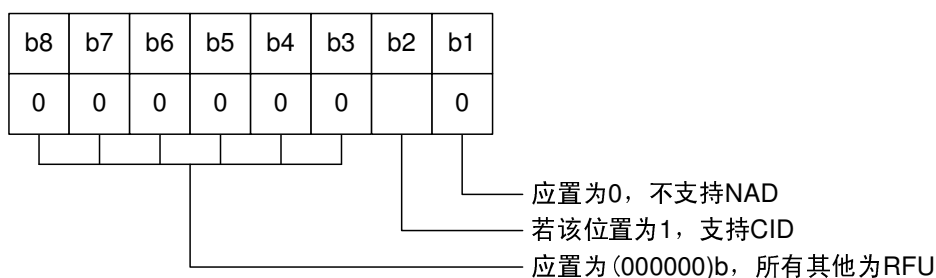 b8 b7 b6 b5 b4 b3 b2 b1
0 0 0 0 0 0 0
应置为0，不支持NAD
若该位置为1，支持CID
应置为(000000)b，所有其他为RFU